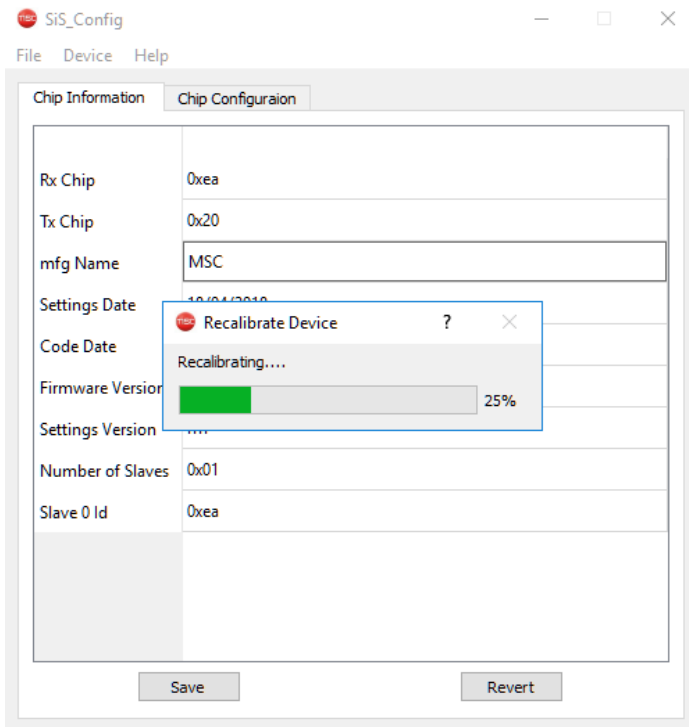 SiS_Config
File Device Help
Chip Information Chip Configuraion
Rx Chip 0xea
Tx Chip 0x20
mfg Name MSC
Settings Date
Recalibrate Device ?
Code Date
Recalibrating....
Firmware Version
25%
Settings Version
Number of Slaves 0x01
Slave 0 Id 0xea
Save Revert